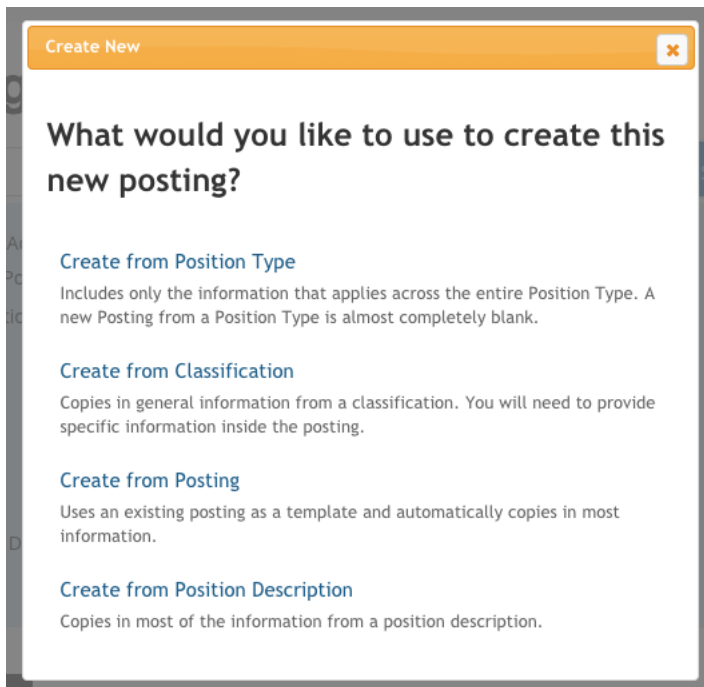 Create New
What would you like to use to create this
new posting?
Create from Position Type
Includes only the information that applies across the entire Position Type. A
new Posting from a Position Type is almost completely blank.
Create from Classification
Copies in general information from a classification. You will need to provide
specific information inside the posting.
Create from Posting
Uses an existing posting as a template and automatically copies in most
information.
Create from Position Description
Copies in most of the information from a position description.